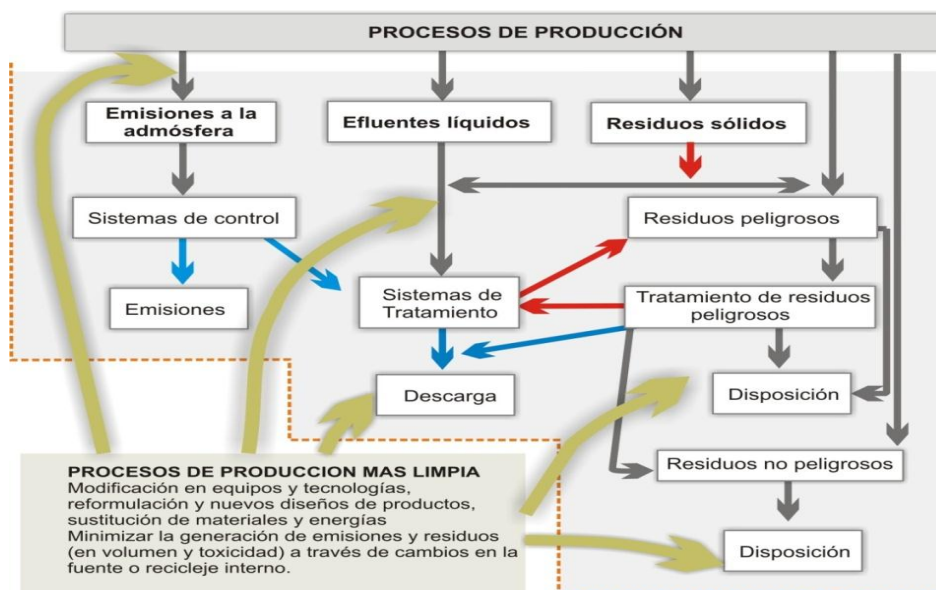 PROCESOS DE PRODUCCIÓN
Emisiones a la
admósfera
Efluentes líquidos
Residuos sólidos
Sistemas de control
Residuos peligrosos
Emisiones
Sistemas de
Tratamiento
Tratamiento de residuos
peligrosos
Descarga
Disposición
Residuos no peligrosos
Disposición
PROCESOS DE PRODUCCION MAS LIMPIA
Modificación en equipos y tecnologías,
reformulación y nuevos diseños de productos,
sustitución de materiales y energías
Minimizar la generación de emisiones y residuos
(en volumen y toxicidad) a través de cambios en la
fuente o recicleje interno.